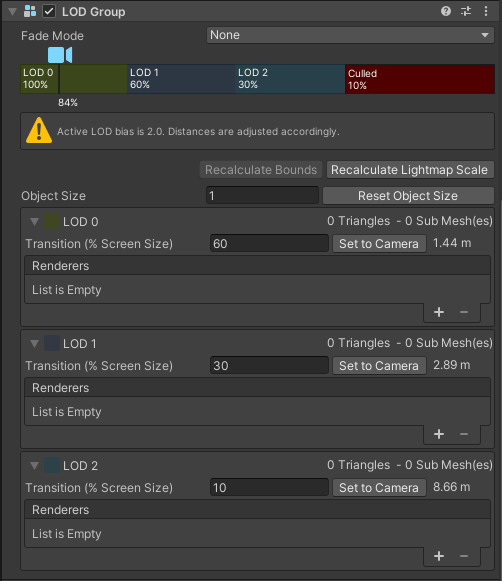 LOD Group
Fade Mode None
LOD 0 LOD 1 LOD 2 Culled
100% 60% 30% 10%
84%
Active LOD bias is 2.0. Distances are adjusted accordingly.
Recalculate Bounds Recalculate Lightmap Scale
Object Size 1 Reset Object Size
LOD 0 0 Triangles - 0 Sub Mesh(es)
Transition (% Screen Size) 60 Set to Camera 1.44 m
Renderers
List is Empty
+ −
LOD 1 0 Triangles - 0 Sub Mesh(es)
Transition (% Screen Size) 30 Set to Camera 2.89 m
Renderers
List is Empty
+ −
LOD 2 0 Triangles - 0 Sub Mesh(es)
Transition (% Screen Size) 10 Set to Camera 8.66 m
Renderers
List is Empty
+ −